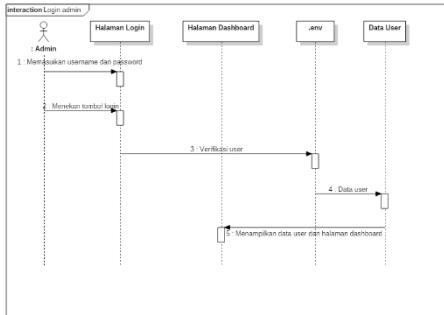 interaction Login admin
: Admin
Halaman Login
Halaman Dashboard
.env
Data User
1 : Memasukan username dan password
2 : Menekan tombol login
3 : Verifikasi user
4 : Data user
5 : Menampilkan data user dan halaman dashboard